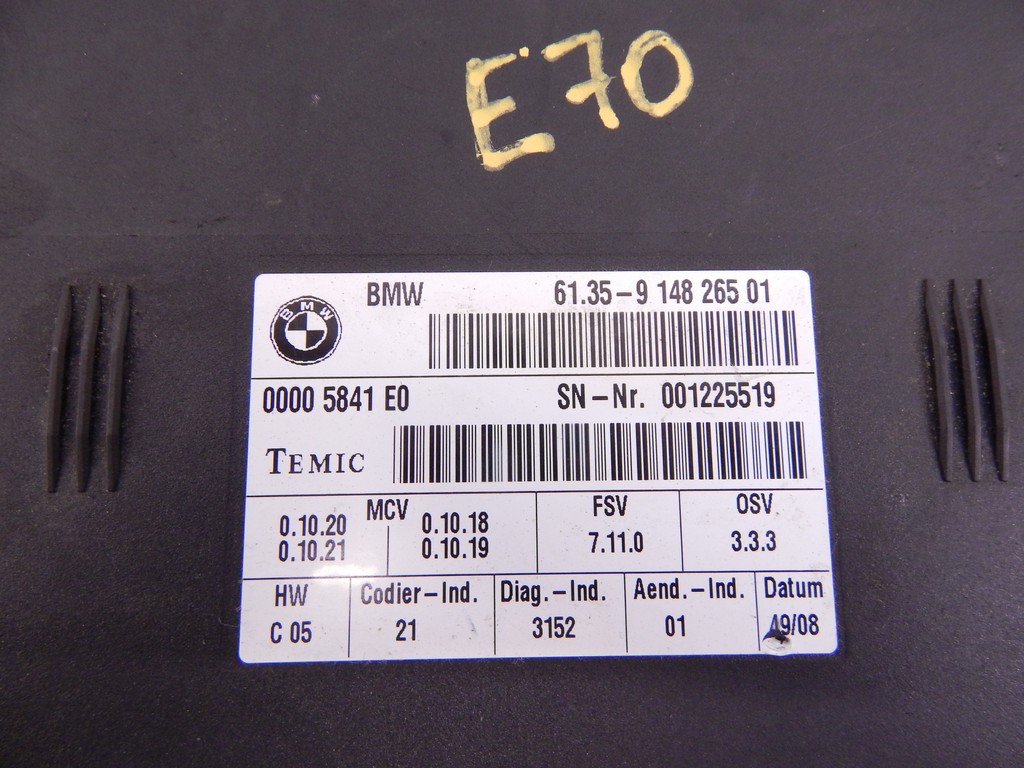 E70
BMW 61.35-9 148 265 01
BMW
0000 5841 E0 SN-Nr. 001225519
TEMIC
MCV FSV OSV
0.10.20 0.10.18 7.11.0 3.3.3
0.10.21 0.10.19
HW Codier-Ind. Diag.-Ind. Aend.-Ind. Datum
C 05 21 3152 01 49/08